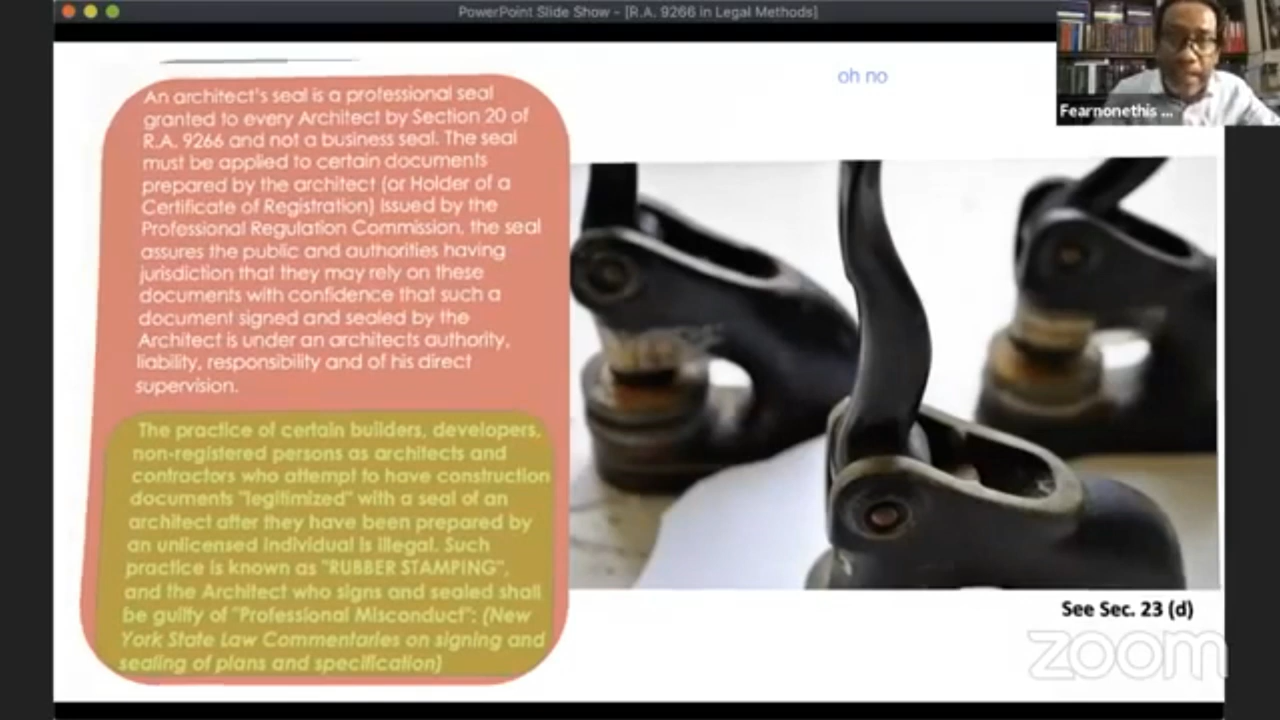 PowerPoint Slide Show - [R.A. 9266 in Legal Methods]
oh no
Fearnonethis ...
An architect's seal is a professional seal
granted to every Architect by Section 20 of
R.A. 9266 and not a business seal. The seal
must be applied to certain documents
prepared by the architect (or Holder of a
Certificate of Registration) issued by the
Professional Regulation Commission, the seal
assures the public and authorities having
jurisdiction that they may rely on these
documents with confidence that such a
document signed and sealed by the
Architect is under an architects authority,
liability, responsibility and of his direct
supervision.
The practice of certain builders, developers,
non-registered persons as architects and
contractors who attempt to have construction
documents "legitimized" with a seal of an
architect after they have been prepared by
an unlicensed individual is illegal. Such
practice is known as "RUBBER STAMPING",
and the Architect who signs and sealed shall
be guilty of "Professional Misconduct"; (New
York State Law Commentaries on signing and
sealing of plans and specification)
See Sec. 23 (d)
zoom